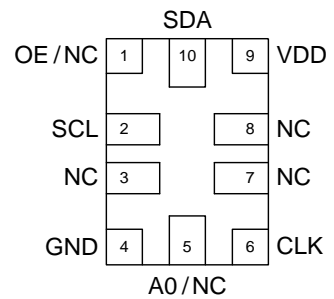 SDA
OE/NC 1 10 9 VDD
SCL 2 8 NC
NC 3 7 NC
GND 4 5 6 CLK
A0/NC